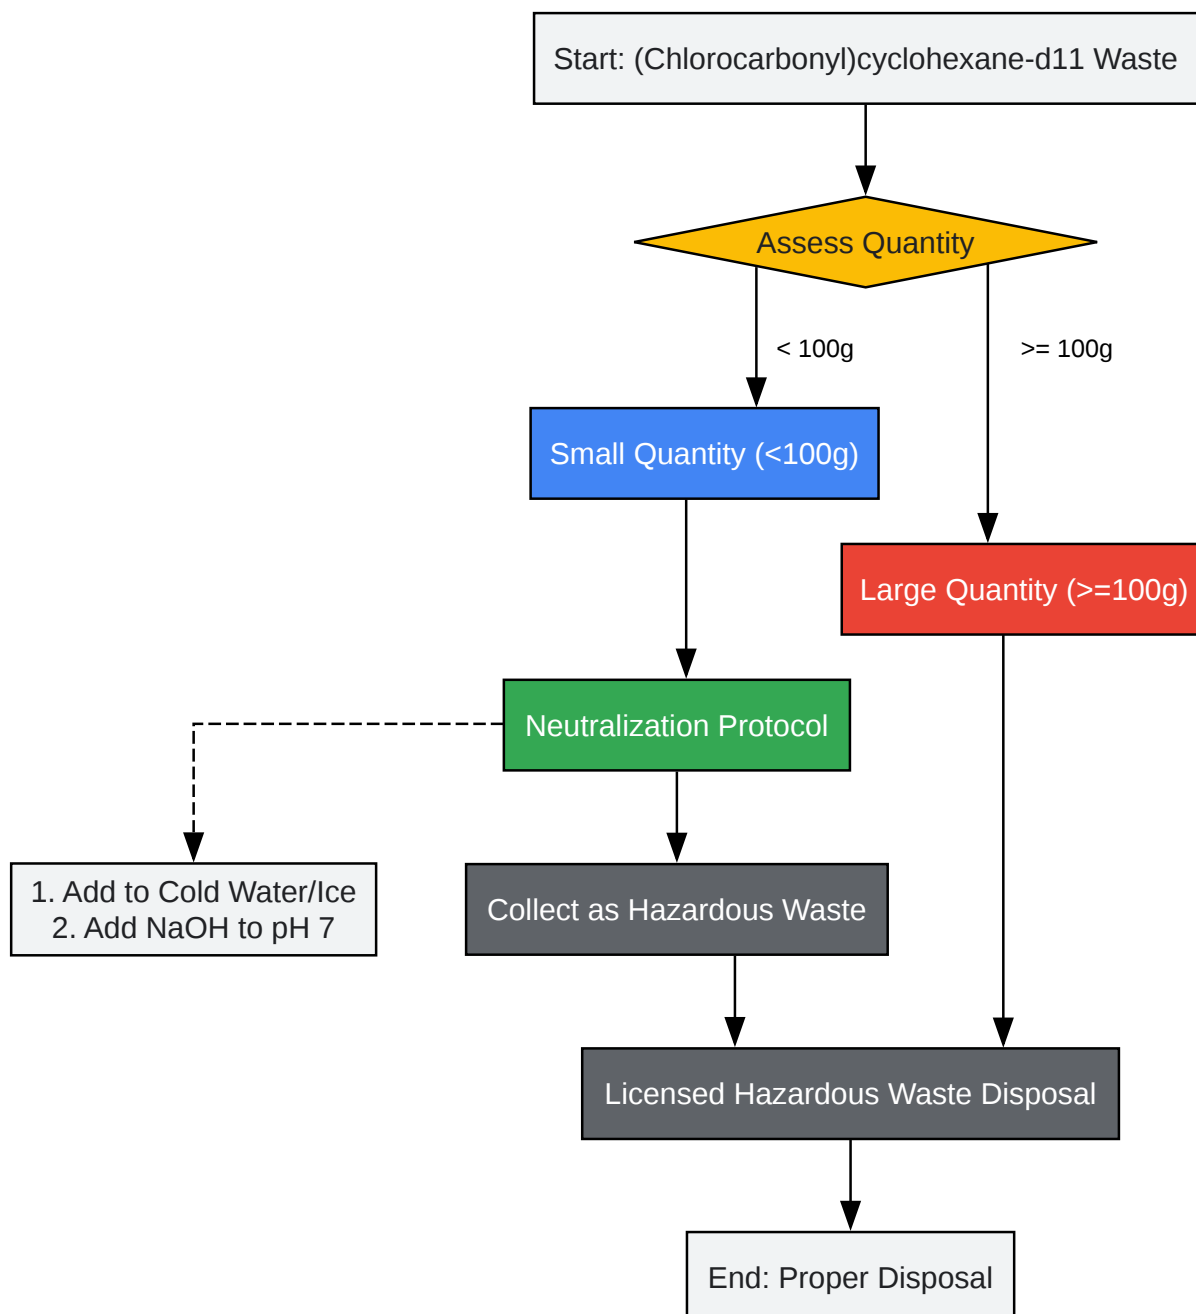 Start: (Chlorocarbonyl)cyclohexane-d11 Waste
Assess Quantity
< 100g
>= 100g
Small Quantity (<100g)
Large Quantity (>=100g)
Neutralization Protocol
1. Add to Cold Water/Ice
2. Add NaOH to pH 7
Collect as Hazardous Waste
Licensed Hazardous Waste Disposal
End: Proper Disposal